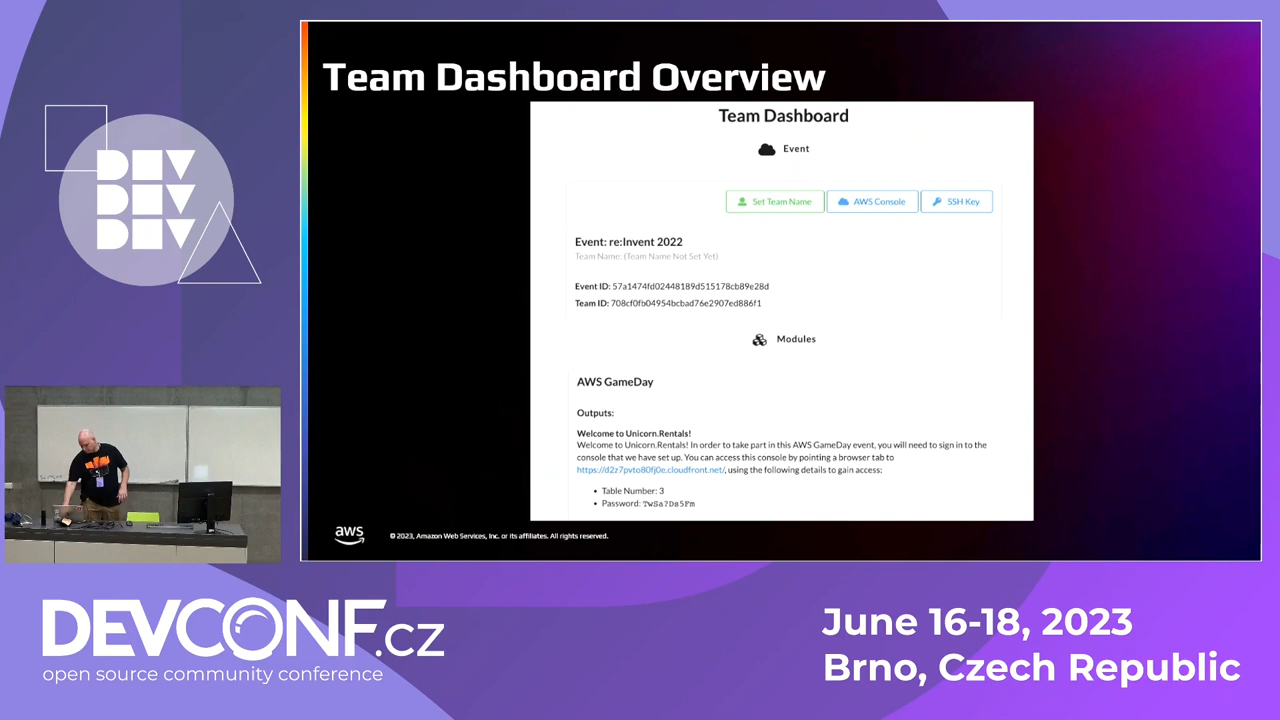 Team Dashboard Overview
Team Dashboard
Event
Set Team Name
AWS Console
SSH Key
Event: re:Invent 2022
Team Name: (Team Name Not Set Yet)
Event ID: 57a1474fd02448189d515178cb89e28d
Team ID: 708cf0fb04954bcbad76e2907ed886f1
Modules
AWS GameDay
Outputs:
Welcome to Unicorn.Rentals!
Welcome to Unicorn.Rentals! In order to take part in this AWS GameDay event, you will need to sign in to the
console that we have set up. You can access this console by pointing a browser tab to
https://d2z7pvto80fj0e.cloudfront.net/, using the following details to gain access:
• Table Number: 3
• Password: TwSa7Ds5Fm
aws
© 2023, Amazon Web Services, Inc. or its affiliates. All rights reserved.
DEV
DEV
DEV
DEVCONF.cz
open source community conference
June 16-18, 2023
Brno, Czech Republic